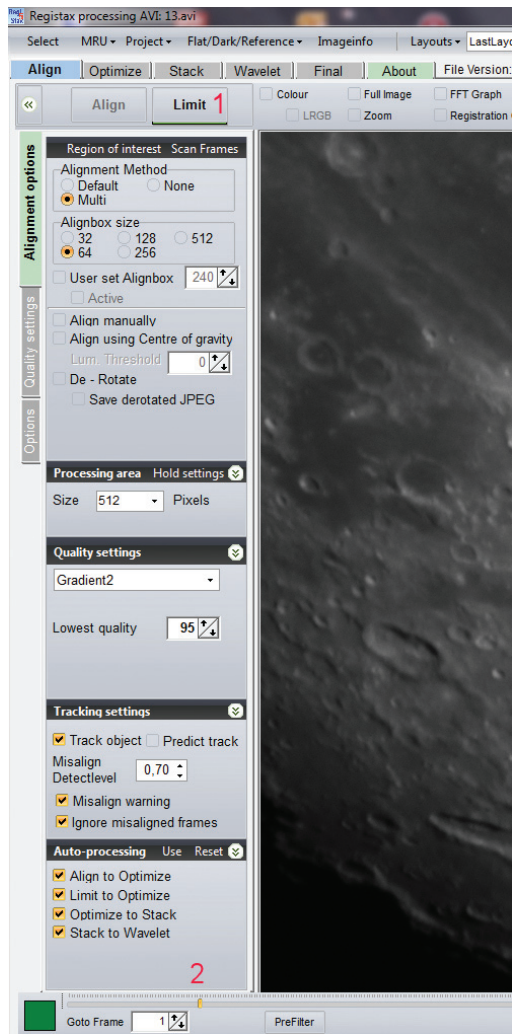 Registax processing AVI: 13.avi
Select MRU Project Flat/Dark/Reference Imageinfo Layouts LastLay
Align Optimize Stack Wavelet Final About File Version:
Align Limit 1 Colour Full Image FFT Graph
LRGB Zoom Registration
Alignment options
Quality settings
Options
Region of interest Scan Frames
Alignment Method
Default None
Multi
Alignbox size
32 128 512
64 256
User set Alignbox 240
Active
Align manually
Align using Centre of gravity
Lum. Threshold 0
De - Rotate
Save derotated JPEG
Processing area Hold settings
Size 512 Pixels
Quality settings
Gradient2
Lowest quality 95
Tracking settings
Track object Predict track
Misalign
Detectlevel 0,70
Misalign warning
Ignore misaligned frames
Auto-processing Use Reset
Align to Optimize
Limit to Optimize
Optimize to Stack
Stack to Wavelet
2
Goto Frame 1 PreFilter